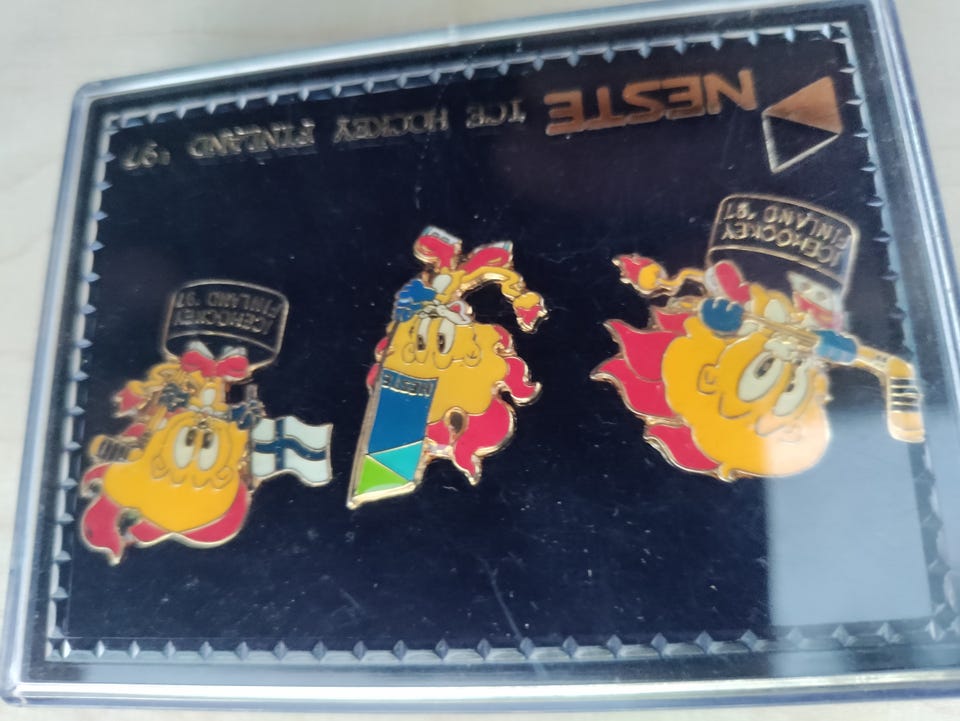 ICEHOCKEY
FINLAND '97
NESTE
ICEHOCKEY
FINLAND '97
NESTE ICE HOCKEY FINLAND '97